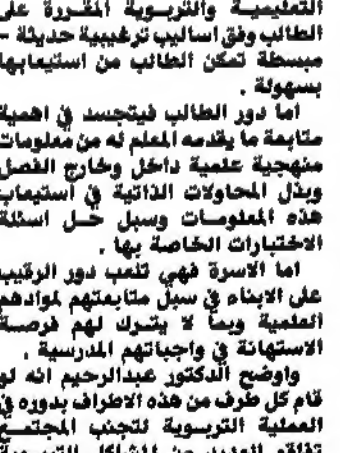 التعليمية والتربوية المقررة على
الطالب وفق اساليب ترغيبية حديثة -
مبسطة تمكن الطالب من استيعابها
بسهولة .
اما دور الطالب فيتجسد في اهمية
متابعة ما يقدمه المعلم له من معلومات
منهجية علمية داخل وخارج الفصل
وبذل المحاولات الذاتية في استيعاب
هذه المعلومات وسبل حل اسئلة
الاختبارات الخاصة بها .
اما الاسرة فهي تلعب دور الرقيب
على الابناء في سبل متابعتهم لموادهم
العلمية وبما لا يترك لهم فرصة
الاستهانة في واجباتهم المدرسية .
واوضح الدكتور عبدالرحيم انه لو
قام كل طرف من هذه الاطراف بدوره في
العملية التربوية لتجنب المجتمع
تفاقم العديد من المشاكل التربوية